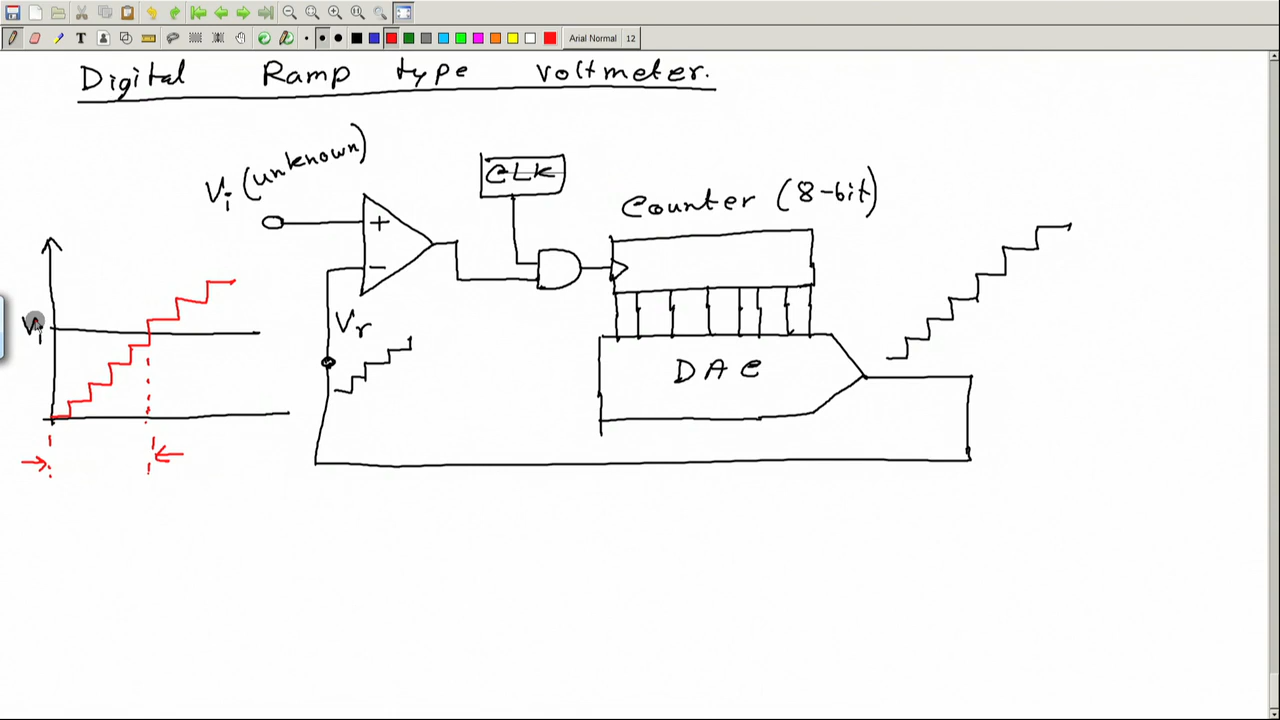 Arial Normal 12
Digital Ramp type voltmeter.
Vi (unknown)
CLK
Counter (8-bit)
+
−
Vi
Vr
DAC